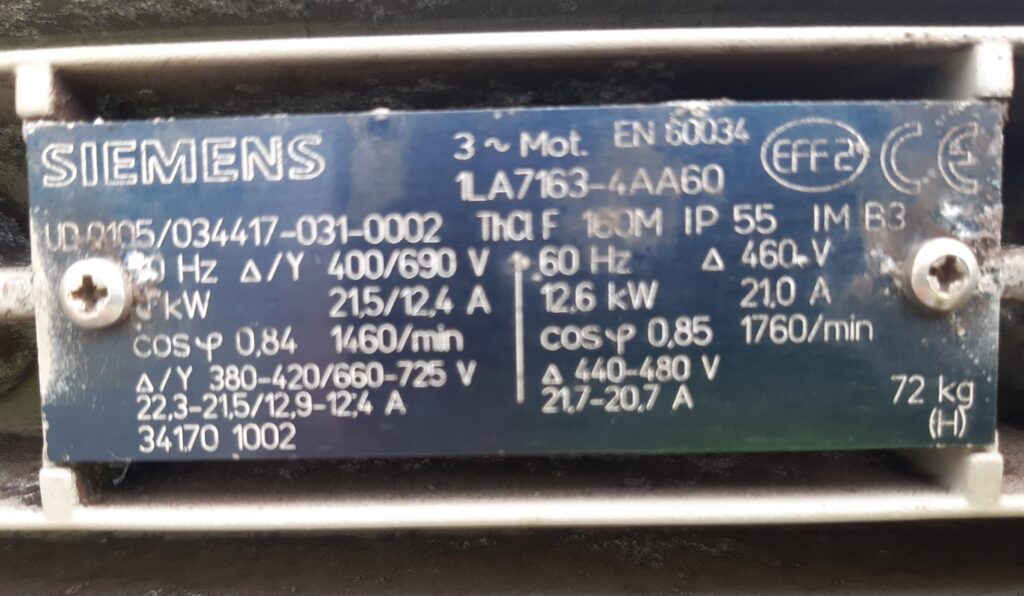 SIEMENS 3 ~ Mot. EN 60034 EFF2 CE
1LA7163-4AA60
UD 0105/034417-031-0002 ThCl F 160M IP 55 IM B3
Hz Δ/Y 400/690 V 60 Hz Δ 460 V
kW 21,5/12,4 A 12,6 kW 21,0 A
cos φ 0,84 1460/min cos φ 0,85 1760/min
Δ/Y 380-420/660-725 V Δ 440-480 V
22,3-21,5/12,9-12,4 A 21,7-20,7 A 72 kg
34170 1002 (H)